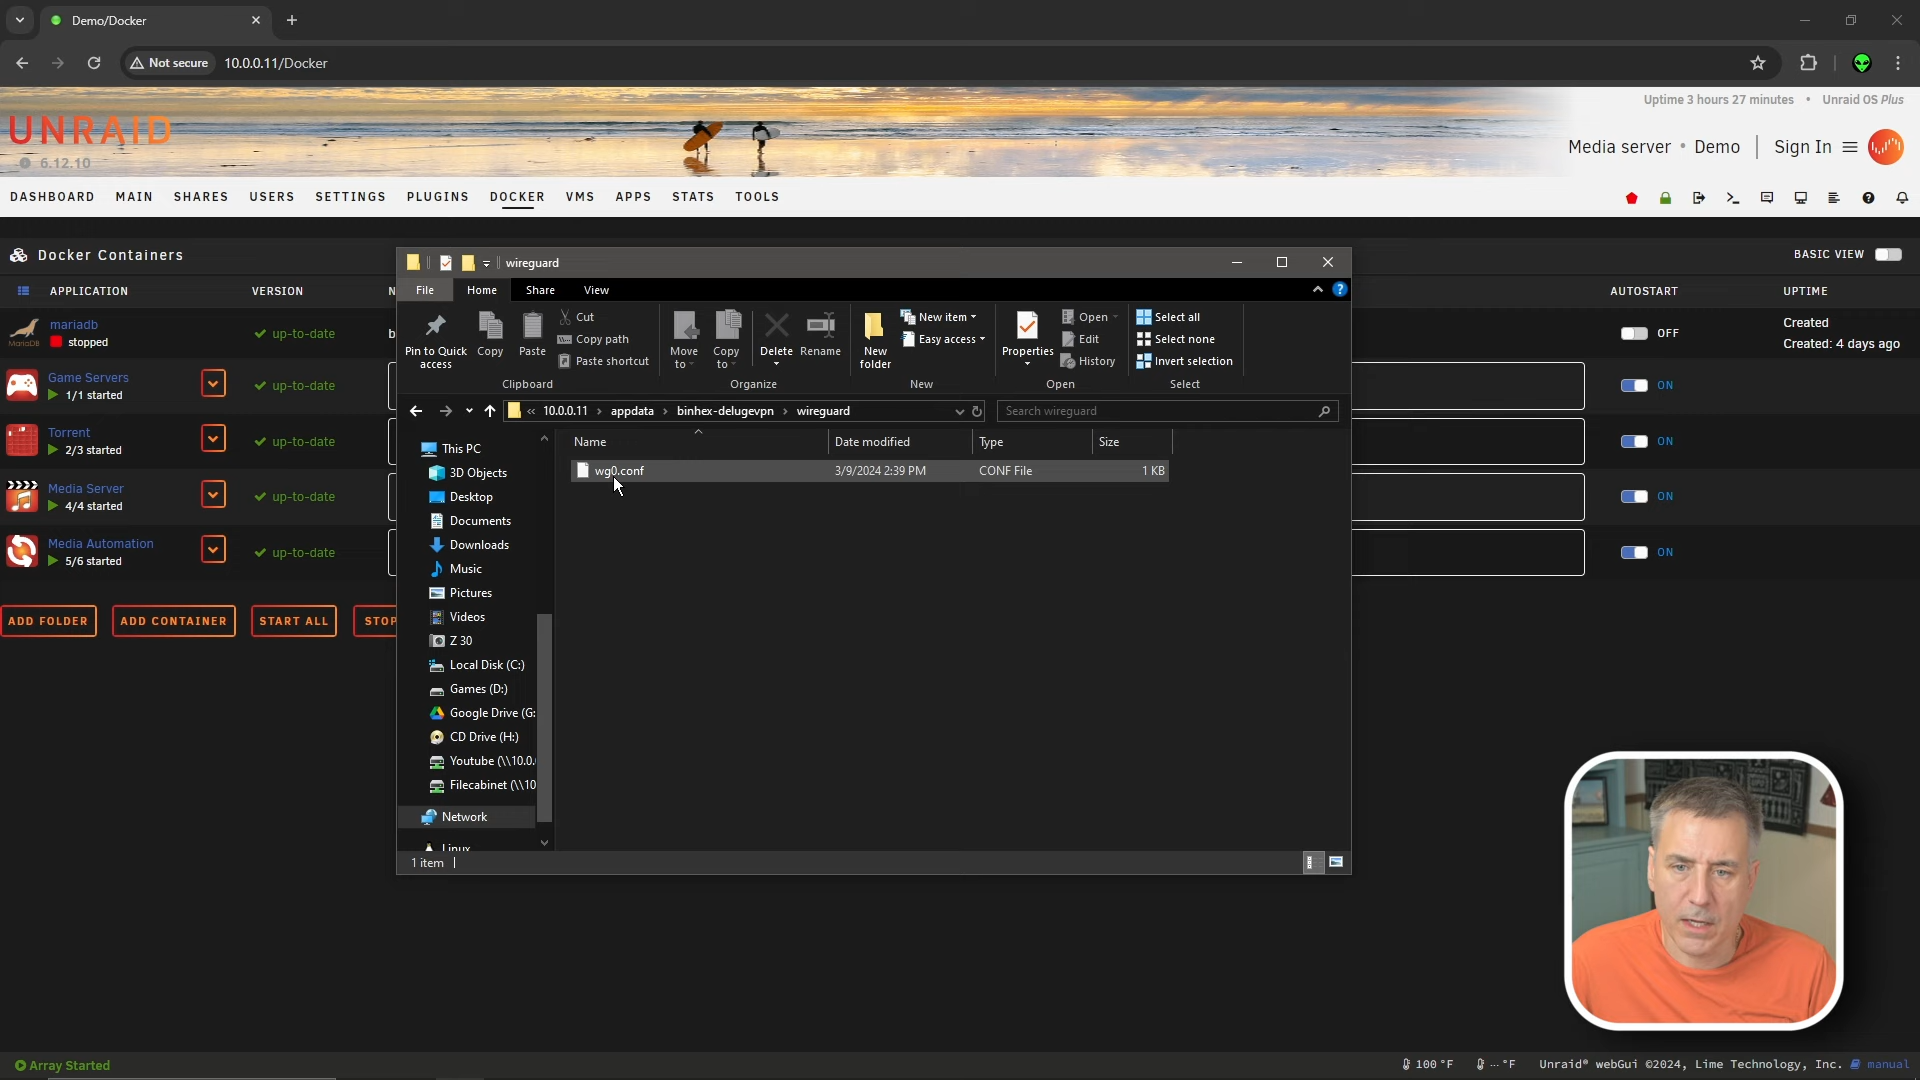 Demo/Docker
Not secure
10.0.0.11/Docker
Uptime 3 hours 27 minutes • Unraid OS Plus
UNRAID
6.12.10
Media server • Demo
Sign In
DASHBOARD MAIN SHARES USERS SETTINGS PLUGINS DOCKER VMS APPS STATS TOOLS
Docker Containers
BASIC VIEW
APPLICATION VERSION N AUTOSTART UPTIME
mariadb
stopped
up-to-date
b
OFF
Created
Created: 4 days ago
Game Servers
1/1 started
up-to-date
ON
Torrent
2/3 started
up-to-date
ON
Media Server
4/4 started
up-to-date
ON
Media Automation
5/6 started
up-to-date
ON
ADD FOLDER ADD CONTAINER START ALL STOP
wireguard
File Home Share View
Pin to Quick access
Copy
Paste
Cut
Copy path
Paste shortcut
Clipboard
Move to
Copy to
Delete
Rename
Organize
New folder
New item
Easy access
New
Properties
Open
Edit
History
Open
Select all
Select none
Invert selection
Select
« 10.0.0.11 › appdata › binhex-delugevpn › wireguard
Search wireguard
Name Date modified Type Size
wg0.conf 3/9/2024 2:39 PM CONF File 1 KB
This PC
3D Objects
Desktop
Documents
Downloads
Music
Pictures
Videos
Z 30
Local Disk (C:)
Games (D:)
Google Drive (G:
CD Drive (H:)
Youtube (\\10.0.
Filecabinet (\\10
Network
Linux
1 item
MariaDB
Array Started
100 °F
-- °F
Unraid® webGui ©2024, Lime Technology, Inc.
manual